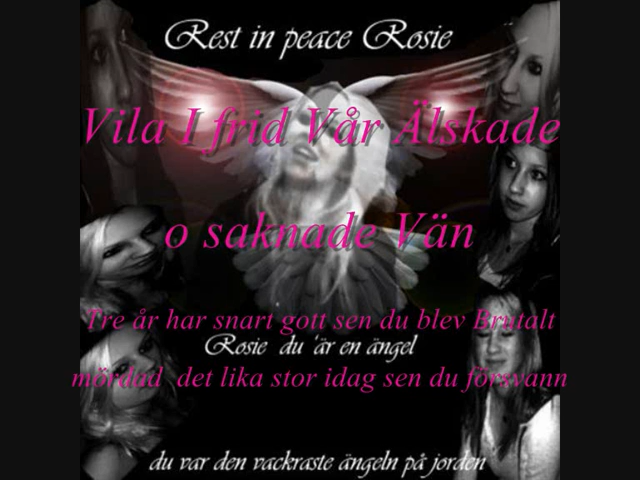 Rest in peace Rosie
Vila I frid Vår Älskade
o saknade Vän
Tre år har snart gott sen du blev Brutalt
Rosie du 'är en ängel
mördad det lika stor idag sen du försvann
du var den vackraste ängeln på jorden